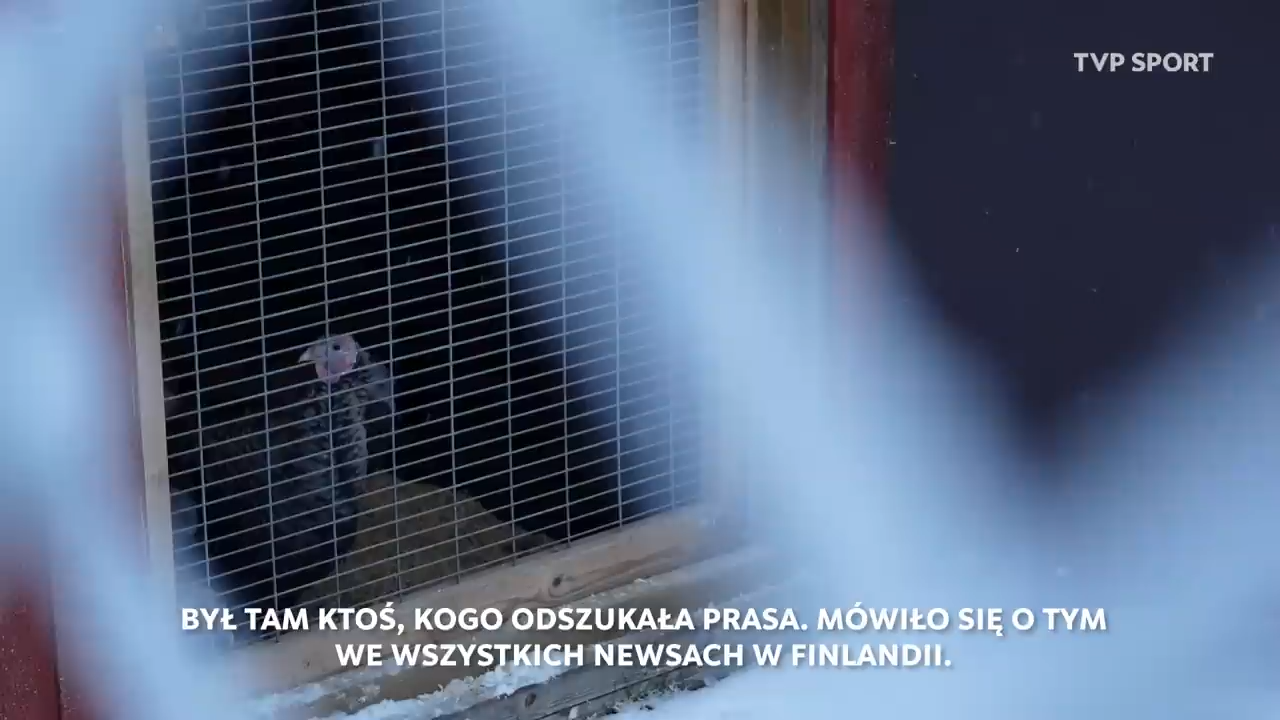 TVP SPORT
BYŁ TAM KTOŚ, KOGO ODSZUKAŁA PRASA. MÓWIŁO SIĘ O TYM
WE WSZYSTKICH NEWSACH W FINLANDII.